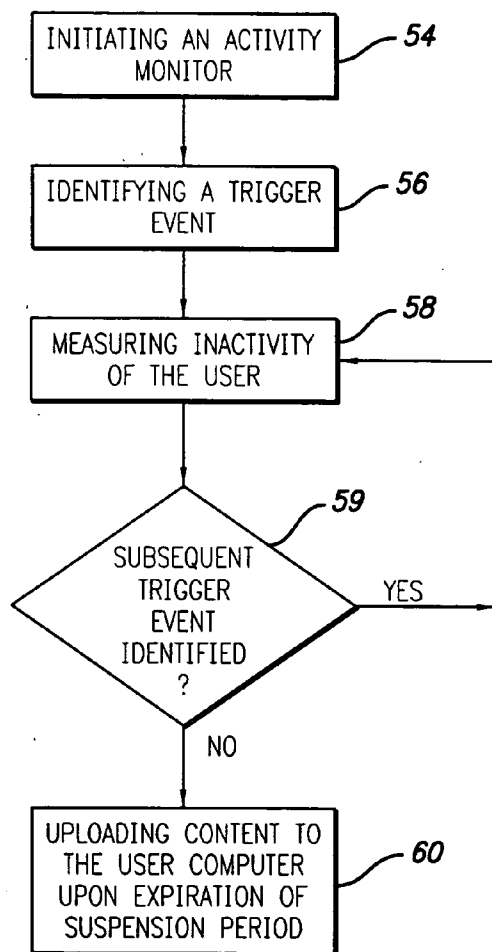 INITIATING AN ACTIVITY
MONITOR
54
IDENTIFYING A TRIGGER
EVENT
56
MEASURING INACTIVITY
OF THE USER
58
SUBSEQUENT
TRIGGER
EVENT
IDENTIFIED
?
59
YES
NO
UPLOADING CONTENT TO
THE USER COMPUTER
UPON EXPIRATION OF
SUSPENSION PERIOD
60